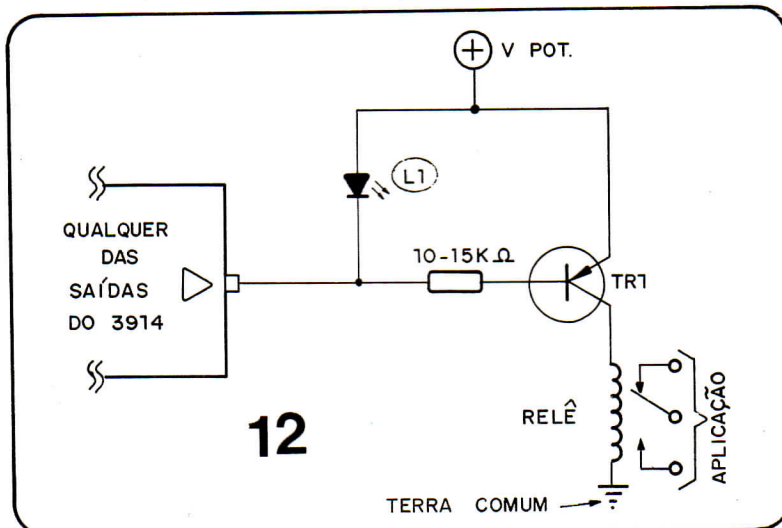 V POT.
L1
QUALQUER
DAS
SAÍDAS
DO 3914
10-15KΩ
TR1
RELÊ
APLICAÇÃO
12
TERRA COMUM